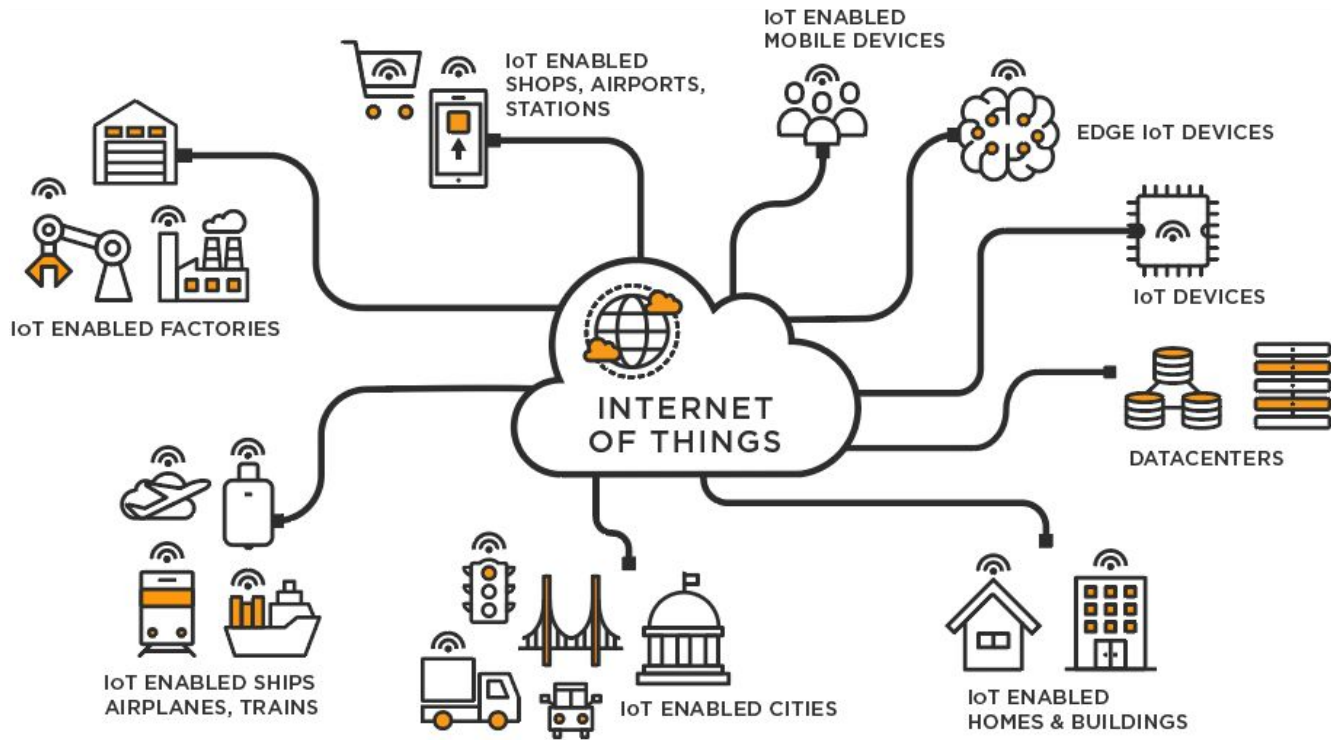 IoT ENABLED
SHOPS, AIRPORTS,
STATIONS
IoT ENABLED
MOBILE DEVICES
EDGE IoT DEVICES
IoT DEVICES
IoT ENABLED FACTORIES
INTERNET
OF THINGS
DATACENTERS
IoT ENABLED SHIPS
AIRPLANES, TRAINS
IoT ENABLED CITIES
IoT ENABLED
HOMES & BUILDINGS